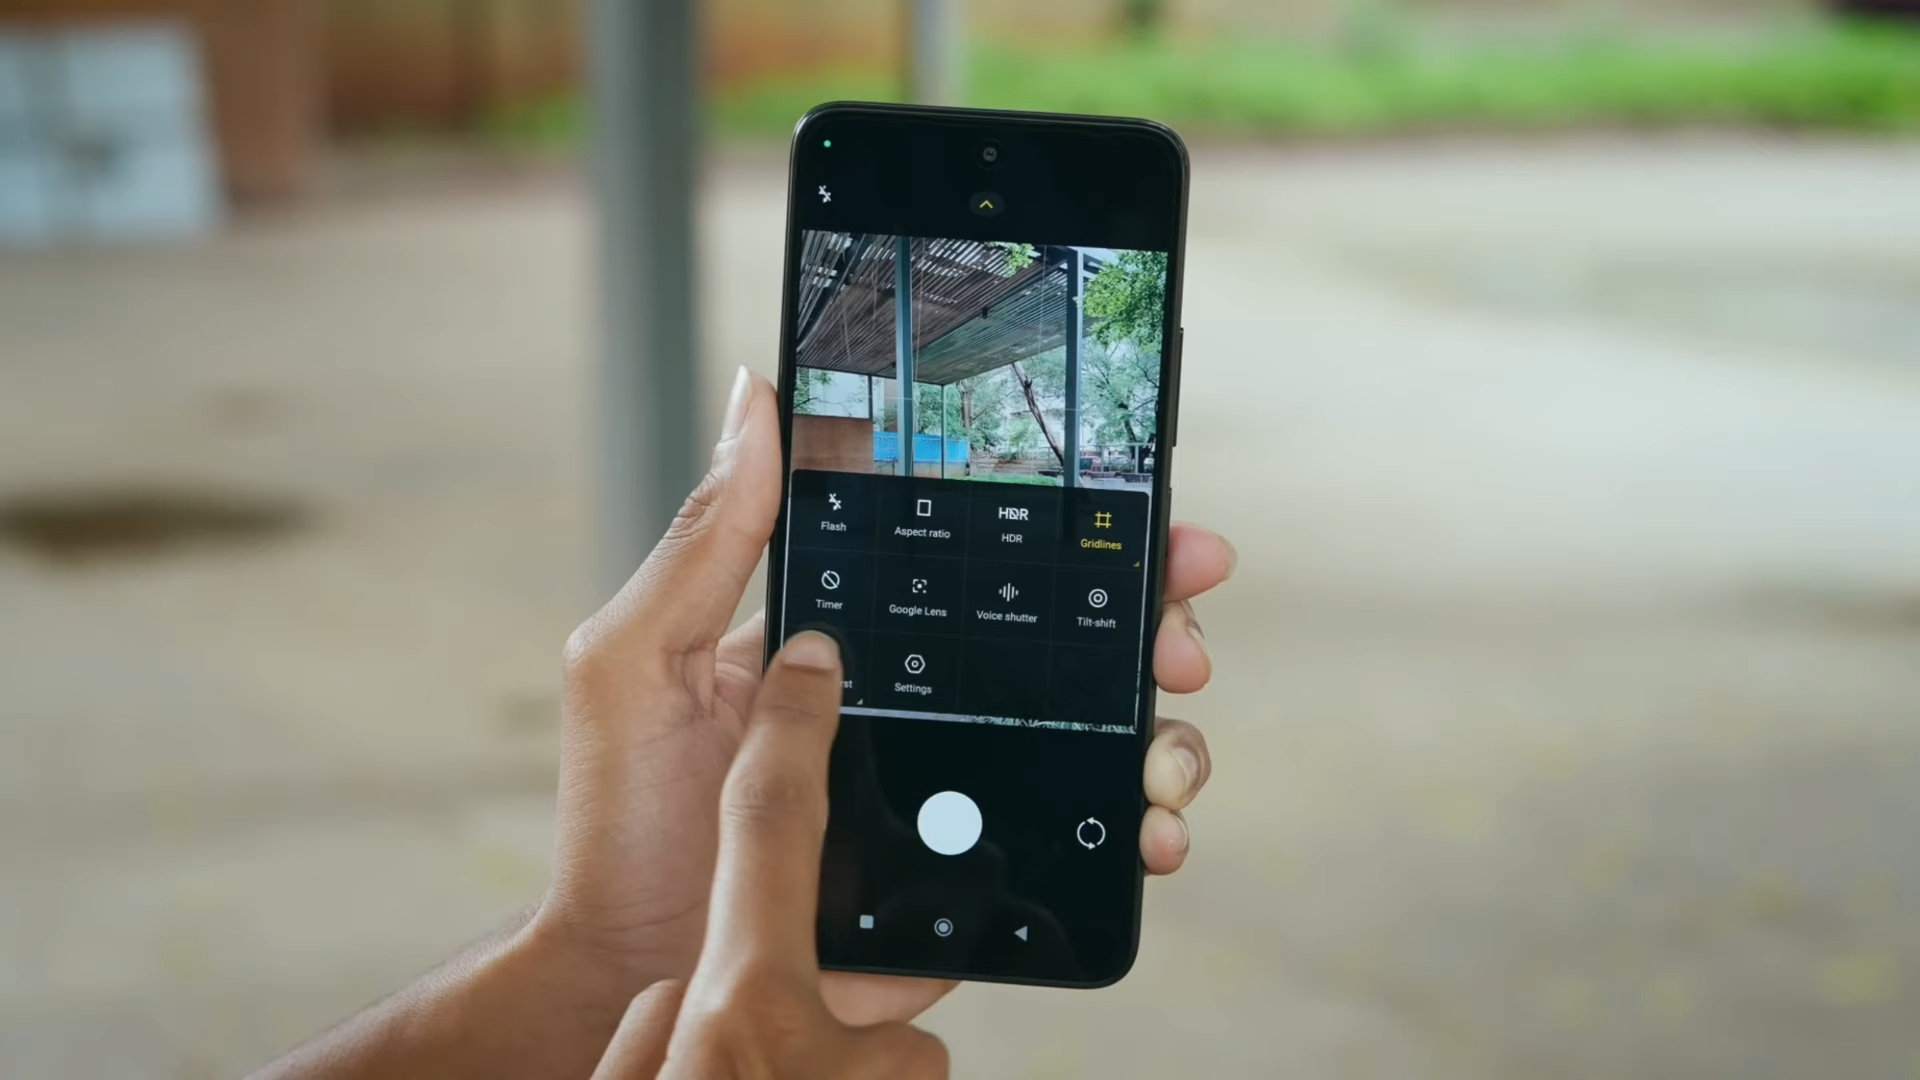 Flash
Aspect ratio
HDR
HDR
Gridlines
Timer
Google Lens
Voice shutter
Tilt-shift
Settings